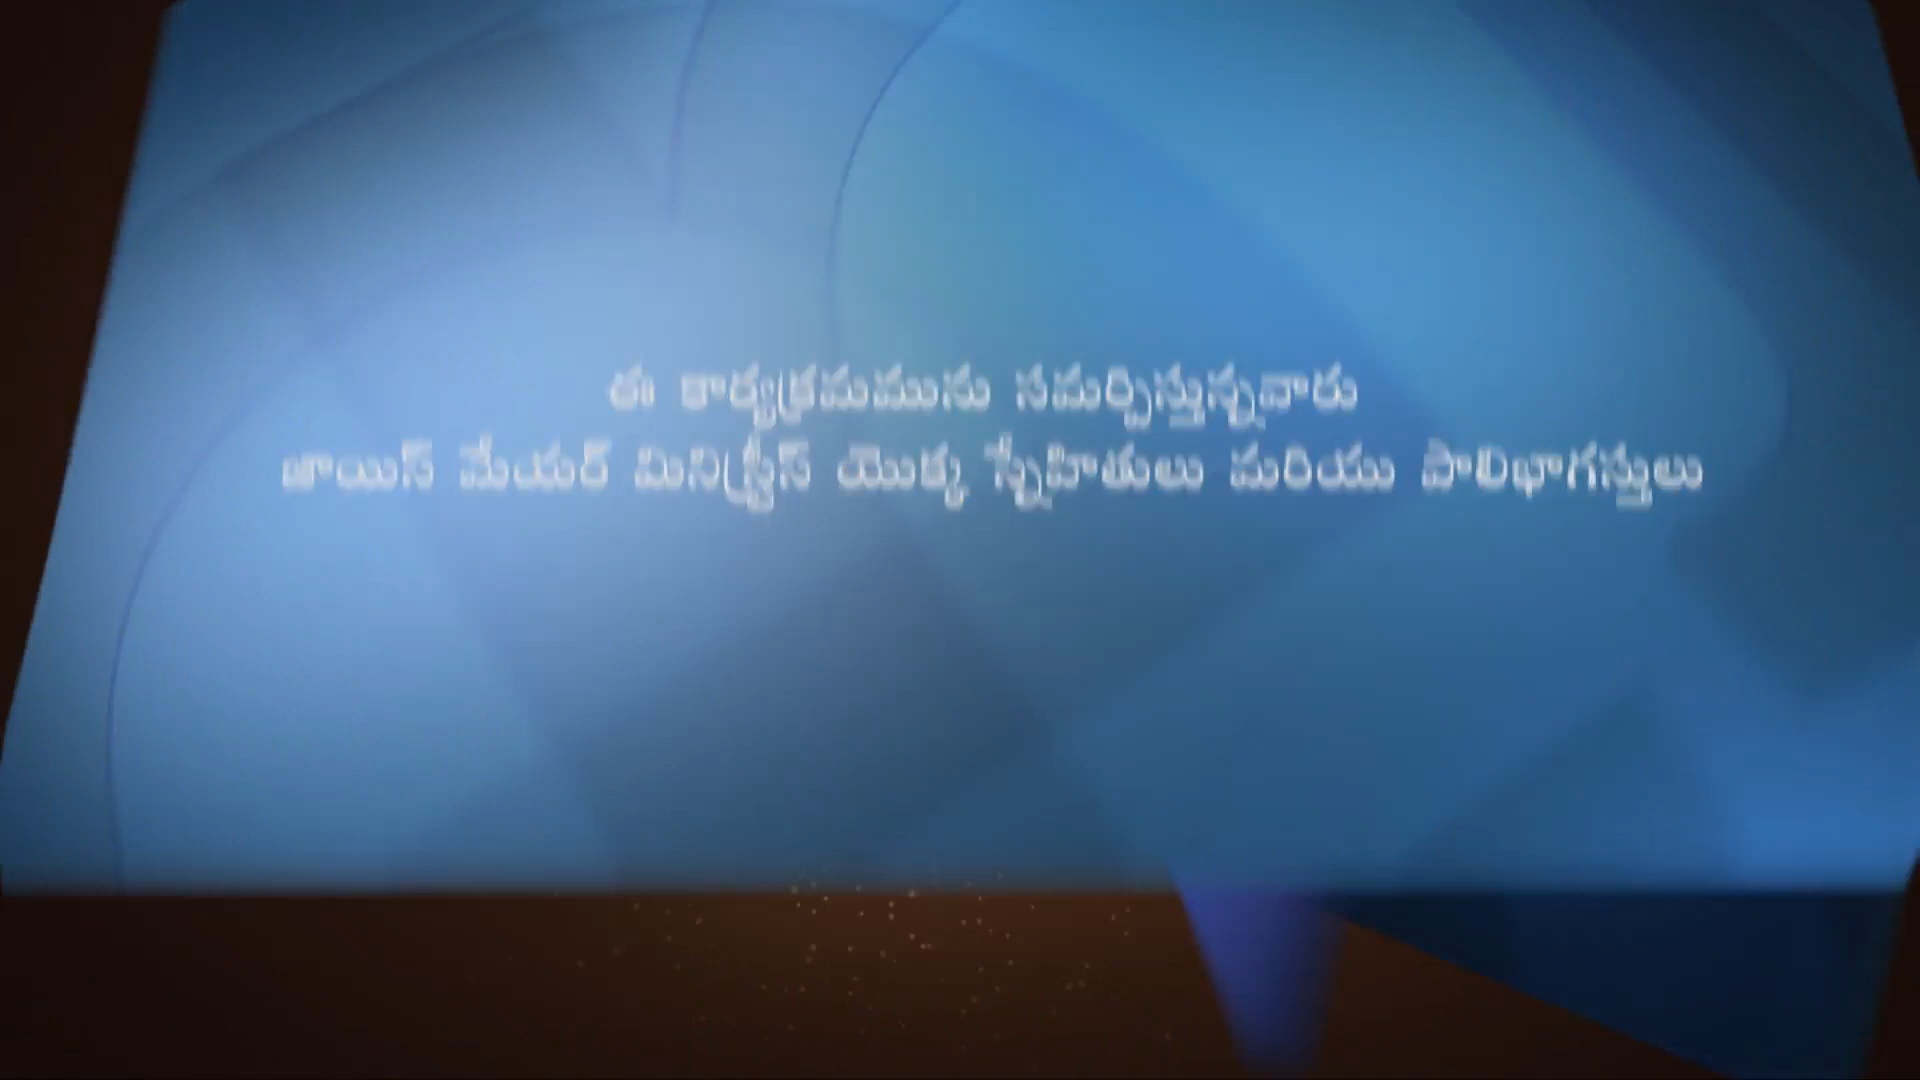 ఈ కార్యక్రమమును సమర్పిస్తున్నవారు
జాయిస్ మేయర్ మినిస్ట్రీస్ యొక్క స్నేహితులు మరియు పాలిభాగస్తులు